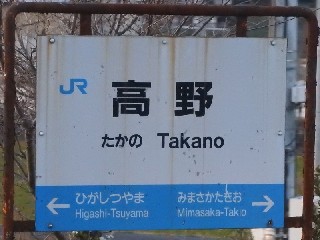 JR
高野
たかの Takano
ひがしつやま みまさかたきお
Higashi-Tsuyama Mimasaka-Takio